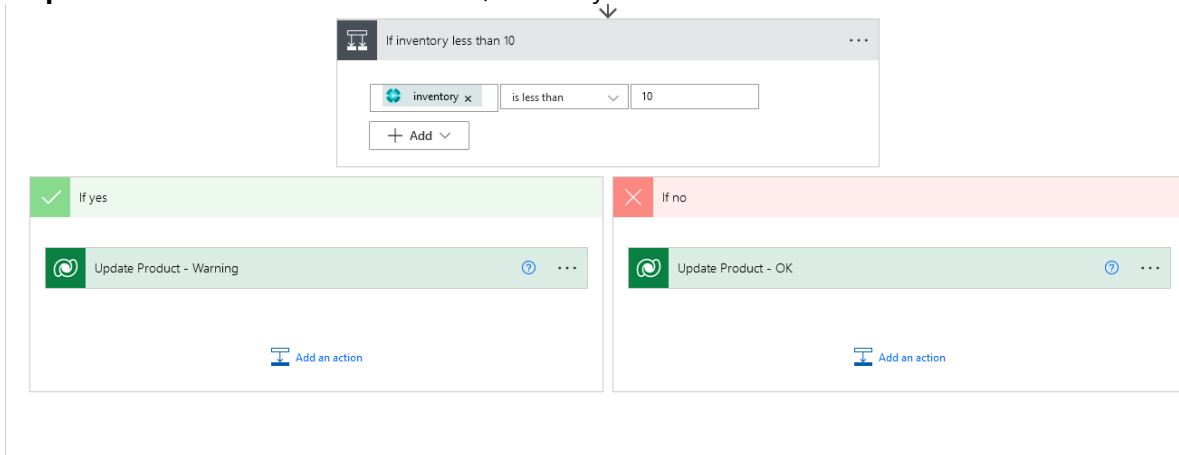 If inventory less than 10
inventory x is less than 10
+ Add
If yes
If no
Update Product - Warning
Update Product - OK
Add an action
Add an action